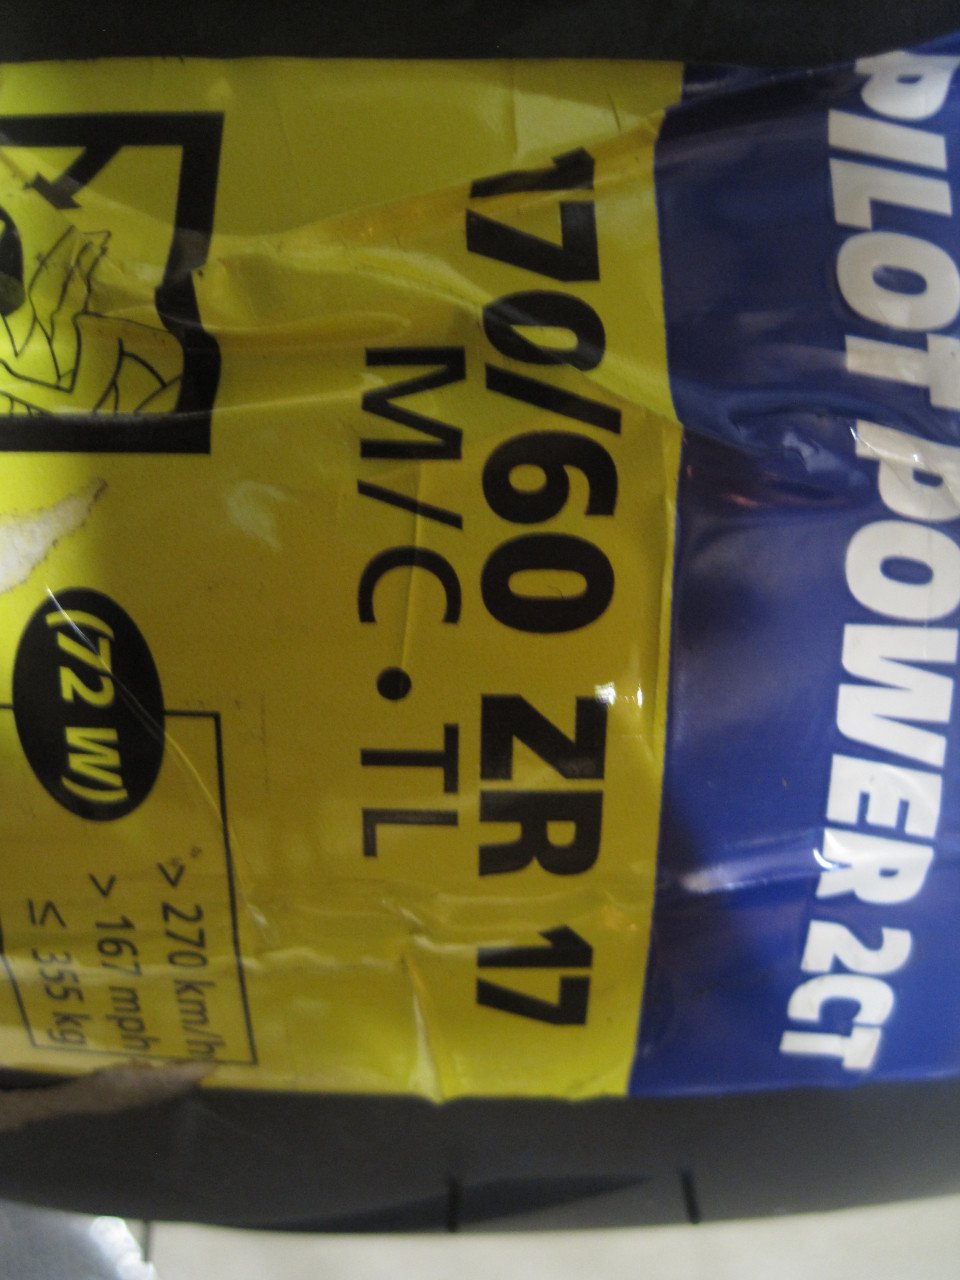 PILOT POWER 2CT
170/60 ZR 17
M/C • TL
(72 W)
> 270 km/h
> 167 mph
≤ 355 kg